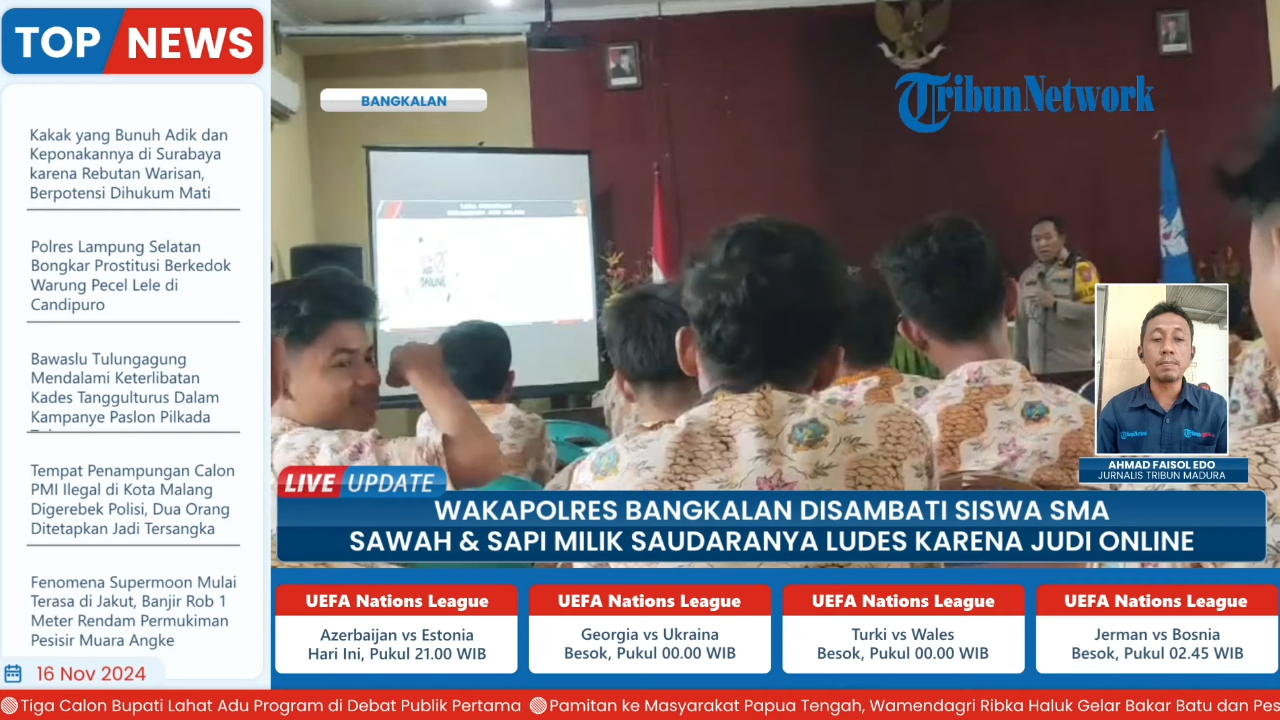 TOP NEWS
Kakak yang Bunuh Adik dan
Keponakannya di Surabaya
karena Rebutan Warisan,
Berpotensi Dihukum Mati
Polres Lampung Selatan
Bongkar Prostitusi Berkedok
Warung Pecel Lele di
Candipuro
Bawaslu Tulungagung
Mendalami Keterlibatan
Kades Tanggulturus Dalam
Kampanye Paslon Pilkada
Tempat Penampungan Calon
PMI Ilegal di Kota Malang
Digerebek Polisi, Dua Orang
Ditetapkan Jadi Tersangka
Fenomena Supermoon Mulai
Terasa di Jakut, Banjir Rob 1
Meter Rendam Permukiman
Pesisir Muara Angke
16 Nov 2024
BANGKALAN
TribunNetwork
AHMAD FAISOL EDO
JURNALIS TRIBUN MADURA
LIVE UPDATE
WAKAPOLRES BANGKALAN DISAMBATI SISWA SMA
SAWAH & SAPI MILIK SAUDARANYA LUDES KARENA JUDI ONLINE
UEFA Nations League
Azerbaijan vs Estonia
Hari Ini, Pukul 21.00 WIB
UEFA Nations League
Georgia vs Ukraina
Besok, Pukul 00.00 WIB
UEFA Nations League
Turki vs Wales
Besok, Pukul 00.00 WIB
UEFA Nations League
Jerman vs Bosnia
Besok, Pukul 02.45 WIB
Tiga Calon Bupati Lahat Adu Program di Debat Publik Pertama Pamitan ke Masyarakat Papua Tengah, Wamendagri Ribka Haluk Gelar Bakar Batu dan Pes